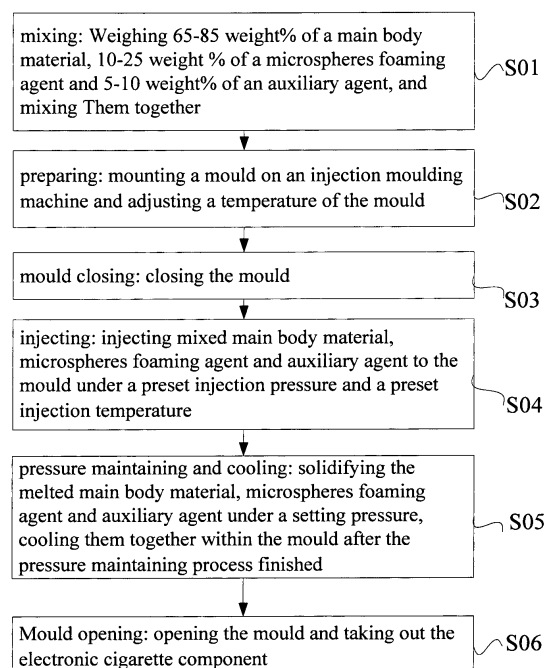 mixing: Weighing 65-85 weight% of a main body
material, 10-25 weight % of a microspheres foaming
agent and 5-10 weight% of an auxiliary agent, and
mixing Them together
S01
preparing: mounting a mould on an injection moulding
machine and adjusting a temperature of the mould
S02
mould closing: closing the mould
S03
injecting: injecting mixed main body material,
microspheres foaming agent and auxiliary agent to the
mould under a preset injection pressure and a preset
injection temperature
S04
pressure maintaining and cooling: solidifying the
melted main body material, microspheres foaming
agent and auxiliary agent under a setting pressure,
cooling them together within the mould after the
pressure maintaining process finished
S05
Mould opening: opening the mould and taking out the
electronic cigarette component
S06